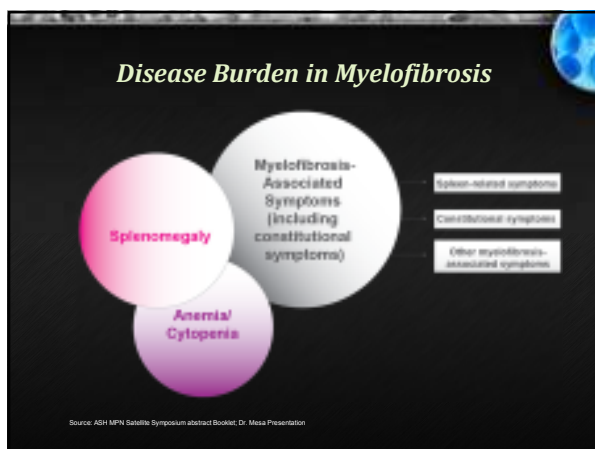 Disease Burden in Myelofibrosis
Myelofibrosis-
Associated
Symptoms
(including
constitutional
symptoms)
Splenomegaly
Anemia/
Cytopenia
Spleen-related symptoms
Constitutional symptoms
Other myelofibrosis-
associated symptoms
Source: ASH MPN Satellite Symposium abstract Booklet; Dr. Mesa Presentation